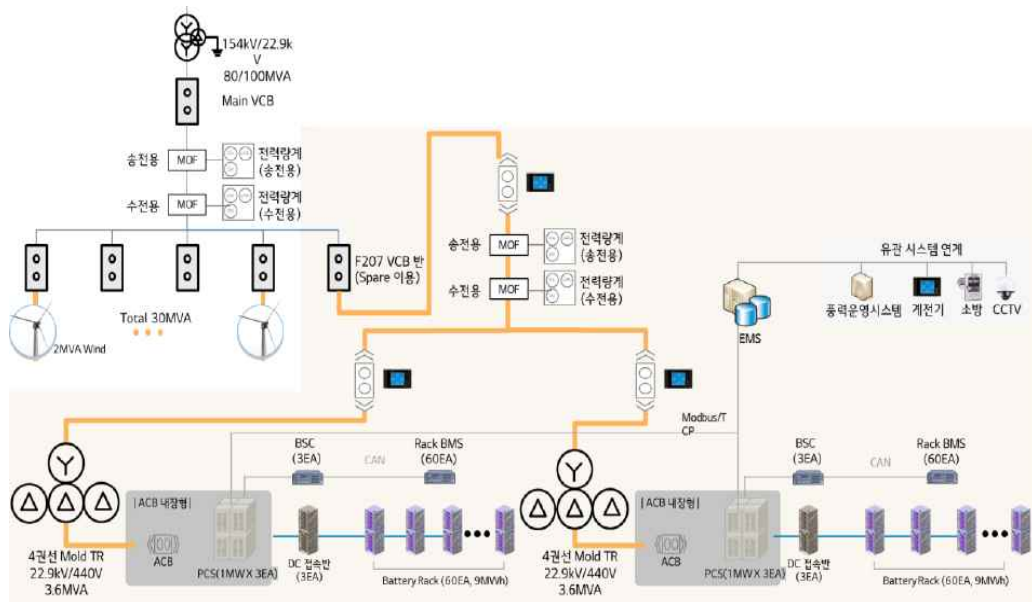 154kV/22.9k
V
80/100MVA
Main VCB
송전용
MOF
전력량계
(송전용)
수전용
MOF
전력량계
(수전용)
F207 VCB 반
(Spare 이용)
Total 30MVA
2MVA Wind
송전용
MOF
전력량계
(송전용)
수전용
MOF
전력량계
(수전용)
유관 시스템 연계
EMS
풍력운영시스템
계전기
소방
CCTV
Modbus/T
CP
BSC
(3EA)
CAN
Rack BMS
(60EA)
| ACB 내장형 |
ACB
PCS(1MW X 3EA)
DC 접속반
(3EA)
Battery Rack (60EA, 9MWh)
4권선 Mold TR
22.9kV/440V
3.6MVA
BSC
(3EA)
CAN
Rack BMS
(60EA)
| ACB 내장형 |
ACB
PCS(1MW X 3EA)
DC 접속반
(3EA)
Battery Rack (60EA, 9MWh)
4권선 Mold TR
22.9kV/440V
3.6MVA